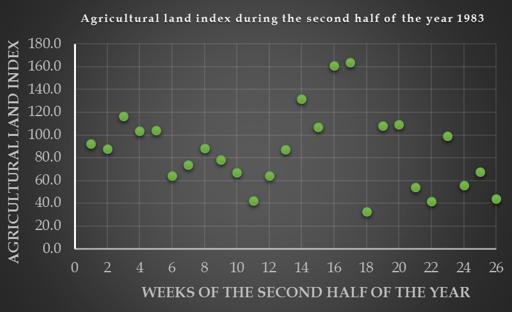 Agricultural land index during the second half of the year 1983
180.0
160.0
140.0
120.0
100.0
80.0
60.0
40.0
20.0
0.0
AGRICULTURAL LAND INDEX
0 2 4 6 8 10 12 14 16 18 20 22 24 26
WEEKS OF THE SECOND HALF OF THE YEAR